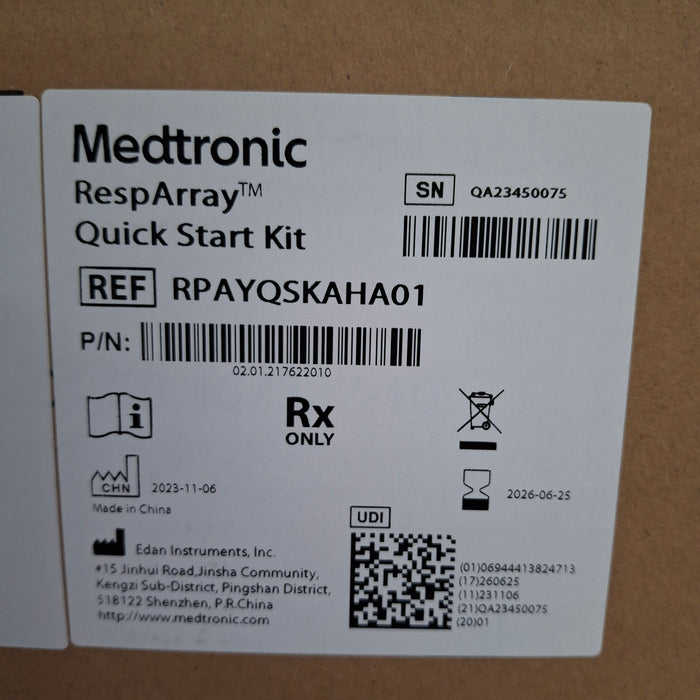 Medtronic
RespArray™
Quick Start Kit
SN QA23450075
REF RPAYQSKAHA01
P/N:
02.01.217622010
i
Rx
ONLY
CHN 2023-11-06
Made in China
2026-06-25
Edan Instruments, Inc.
#15 Jinhui Road,Jinsha Community,
Kengzi Sub-District, Pingshan District,
518122 Shenzhen, P.R.China
http://www.medtronic.com
UDI
(01)06944413824713
(17)260625
(11)231106
(21)QA23450075
(20)01